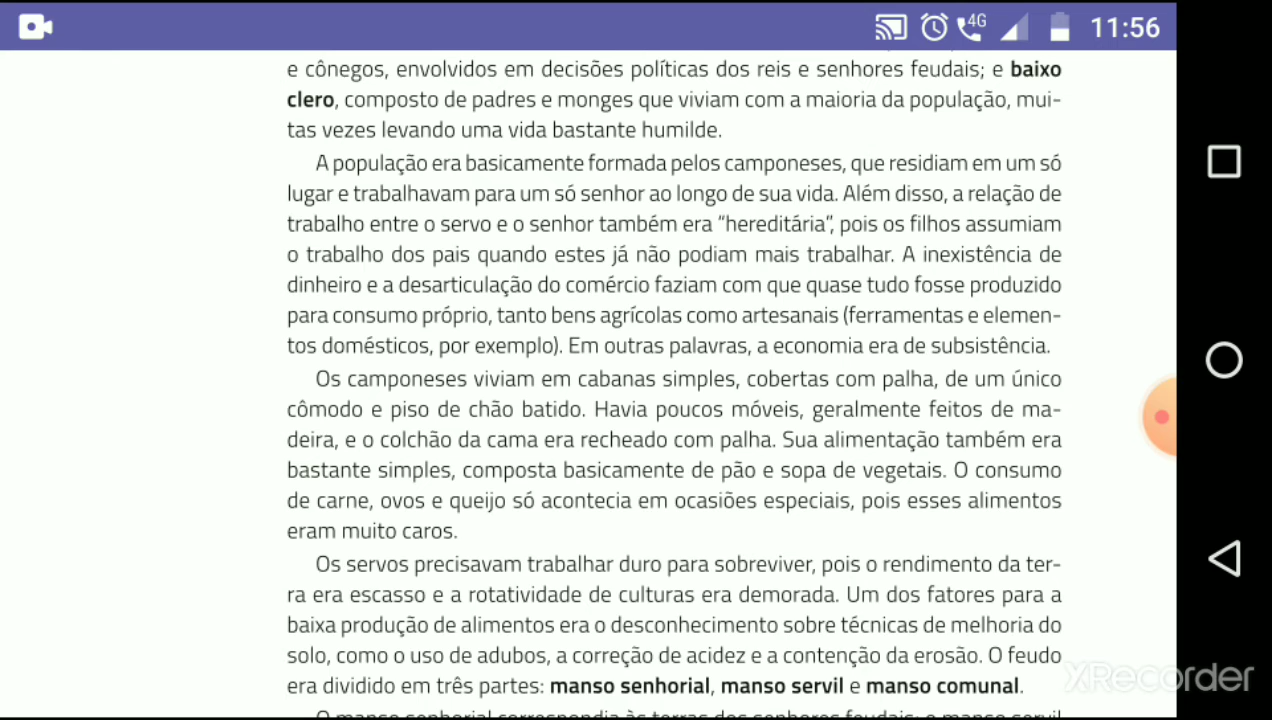 4G 11:56
e cônegos, envolvidos em decisões políticas dos reis e senhores feudais; e baixo
clero, composto de padres e monges que viviam com a maioria da população, mui-
tas vezes levando uma vida bastante humilde.
A população era basicamente formada pelos camponeses, que residiam em um só
lugar e trabalhavam para um só senhor ao longo de sua vida. Além disso, a relação de
trabalho entre o servo e o senhor também era “hereditária”, pois os filhos assumiam
o trabalho dos pais quando estes já não podiam mais trabalhar. A inexistência de
dinheiro e a desarticulação do comércio faziam com que quase tudo fosse produzido
para consumo próprio, tanto bens agrícolas como artesanais (ferramentas e elemen-
tos domésticos, por exemplo). Em outras palavras, a economia era de subsistência.
Os camponeses viviam em cabanas simples, cobertas com palha, de um único
cômodo e piso de chão batido. Havia poucos móveis, geralmente feitos de ma-
deira, e o colchão da cama era recheado com palha. Sua alimentação também era
bastante simples, composta basicamente de pão e sopa de vegetais. O consumo
de carne, ovos e queijo só acontecia em ocasiões especiais, pois esses alimentos
eram muito caros.
Os servos precisavam trabalhar duro para sobreviver, pois o rendimento da ter-
ra era escasso e a rotatividade de culturas era demorada. Um dos fatores para a
baixa produção de alimentos era o desconhecimento sobre técnicas de melhoria do
solo, como o uso de adubos, a correção de acidez e a contenção da erosão. O feudo
era dividido em três partes: manso senhorial, manso servil e manso comunal.
O manso senhorial correspondia às terras dos senhores feudais; o manso servil
XRecorder